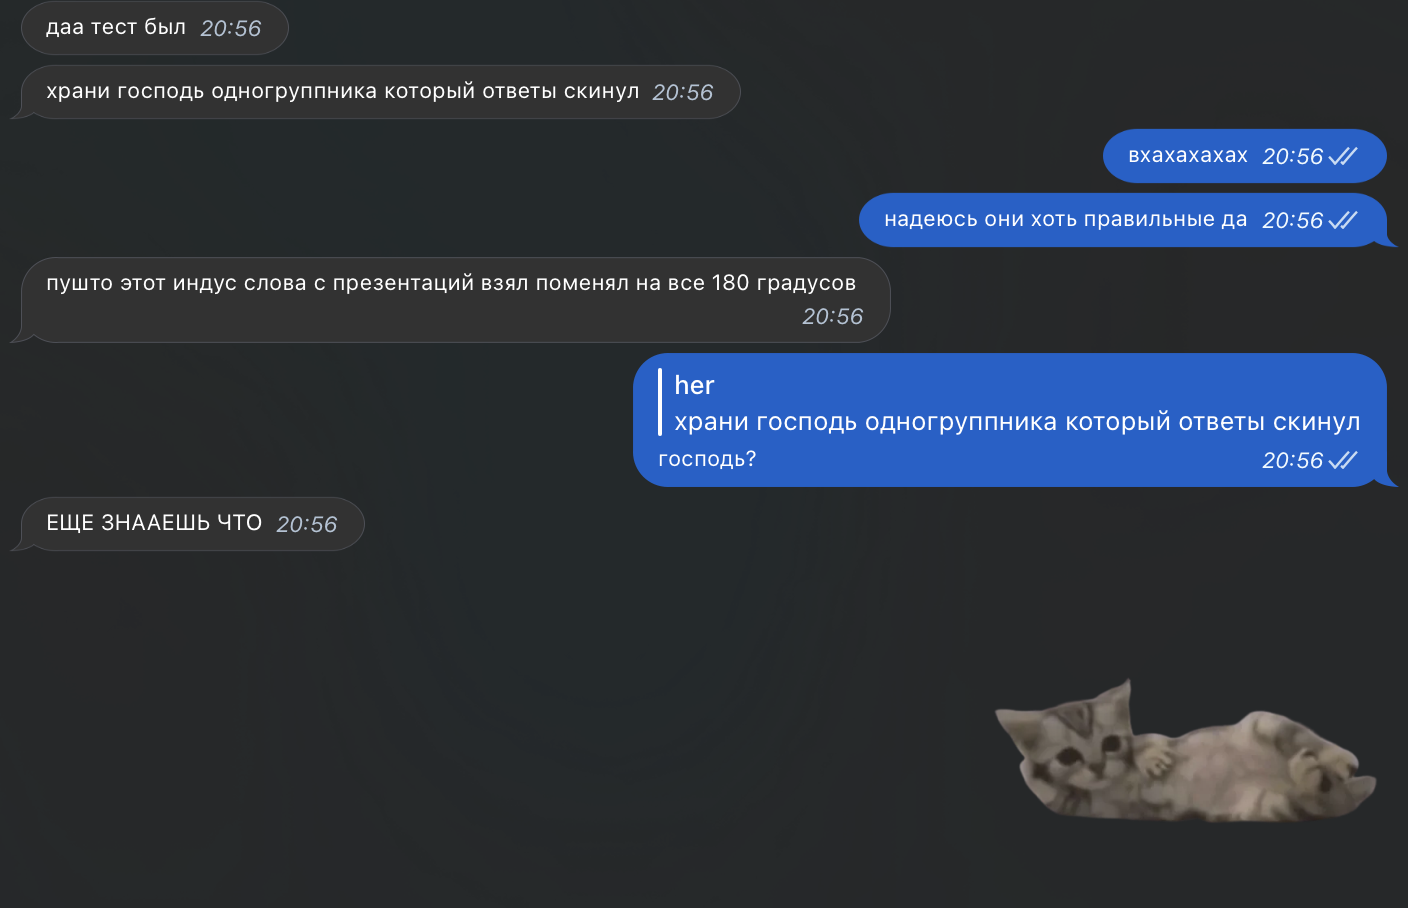 даа тест был 20:56
храни господь одногруппника который ответы скинул 20:56
вхахахахах 20:56
надеюсь они хоть правильные да 20:56
пушто этот индус слова с презентаций взял поменял на все 180 градусов
20:56
her
храни господь одногруппника который ответы скинул
господь? 20:56
ЕЩЕ ЗНААЕШЬ ЧТО 20:56